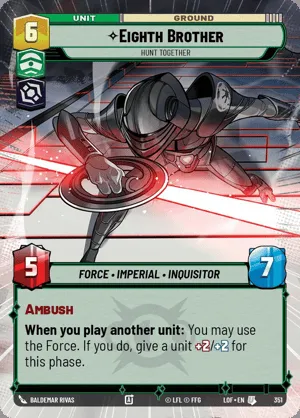 UNIT GROUND
6
✧EIGHTH BROTHER
HUNT TOGETHER
5
FORCE • IMPERIAL • INQUISITOR
7
AMBUSH
When you play another unit: You may
use the Force. If you do, give a unit +2/+2 for
this phase.
BALDEMAR RIVAS © LFL © FFG LOF • EN 351